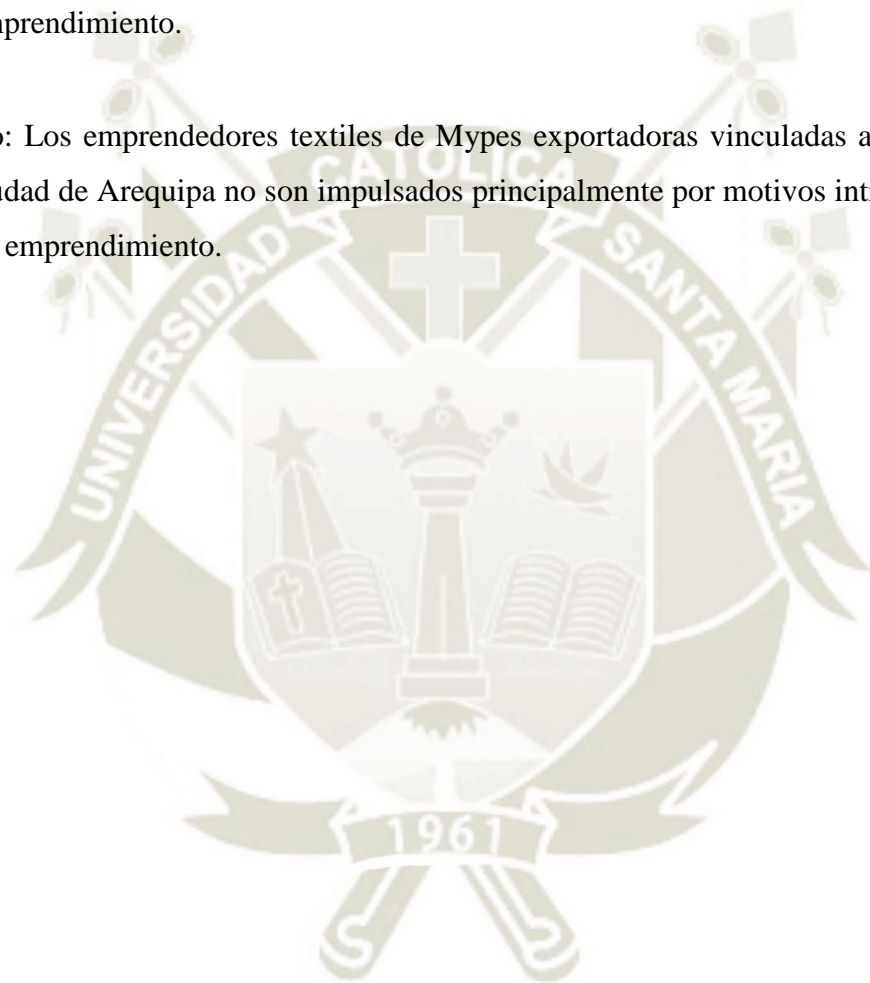 mprendimiento.
o: Los emprendedores textiles de Mypes exportadoras vinculadas a
udad de Arequipa no son impulsados principalmente por motivos int
emprendimiento.
CATOLICA
UNIVERSIDAD
SANTA MARIA
1961